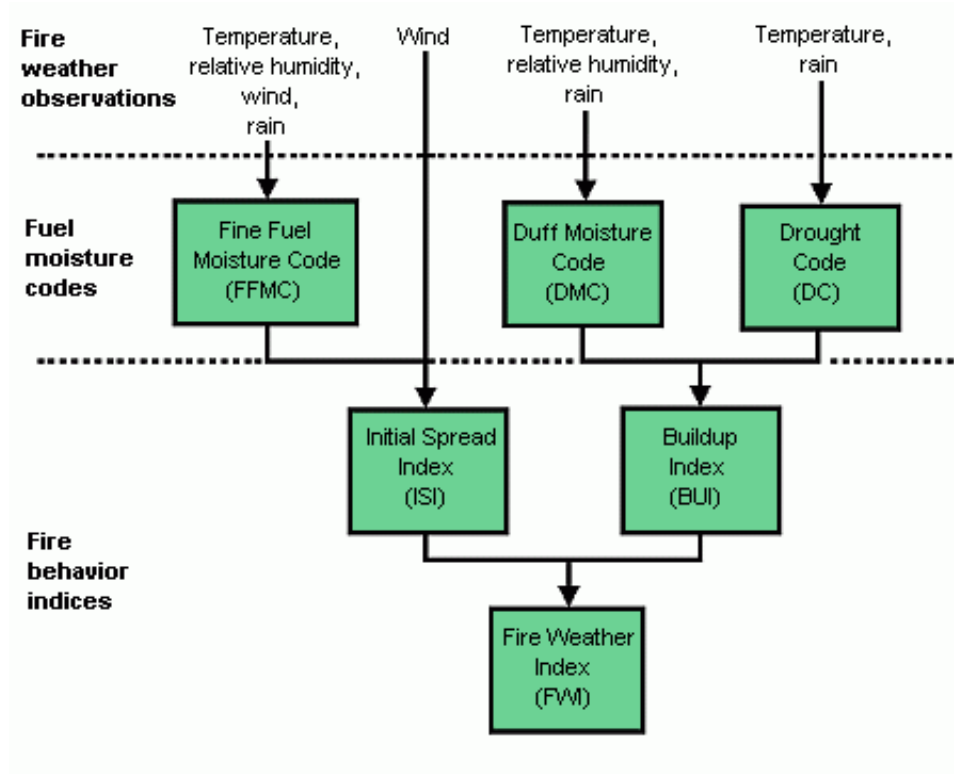 Fire
weather
observations
Temperature,
relative humidity,
wind,
rain
Wind
Temperature,
relative humidity,
rain
Temperature,
rain
Fuel
moisture
codes
Fine Fuel
Moisture Code
(FFMC)
Duff Moisture
Code
(DMC)
Drought
Code
(DC)
Fire
behavior
indices
Initial Spread
Index
(ISI)
Buildup
Index
(BUI)
Fire Weather
Index
(FWI)